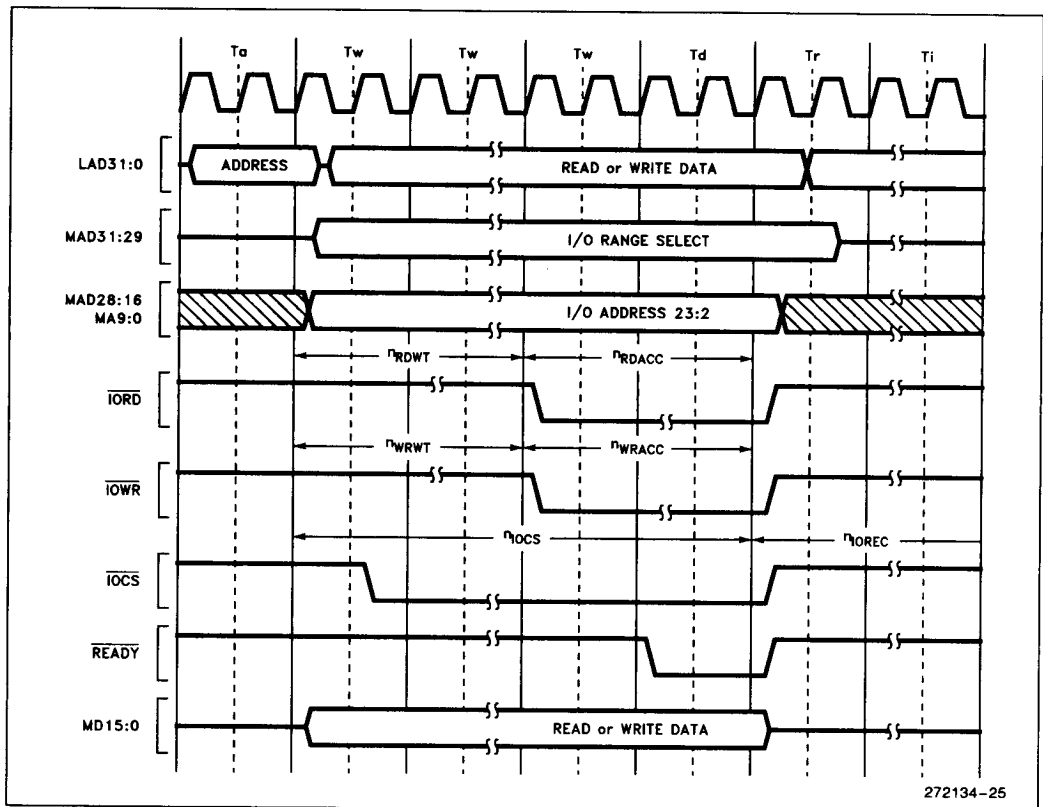 Ta Tw Tw Tw Td Tr Ti
LAD31:0
ADDRESS
READ or WRITE DATA
MAD31:29
I/O RANGE SELECT
MAD28:16
MA9:0
I/O ADDRESS 23:2
nRDWT
nRDACC
IORD
nWRWT
nWRACC
IOWR
nIOCS
nIOREC
IOCS
READY
MD15:0
READ or WRITE DATA
272134-25